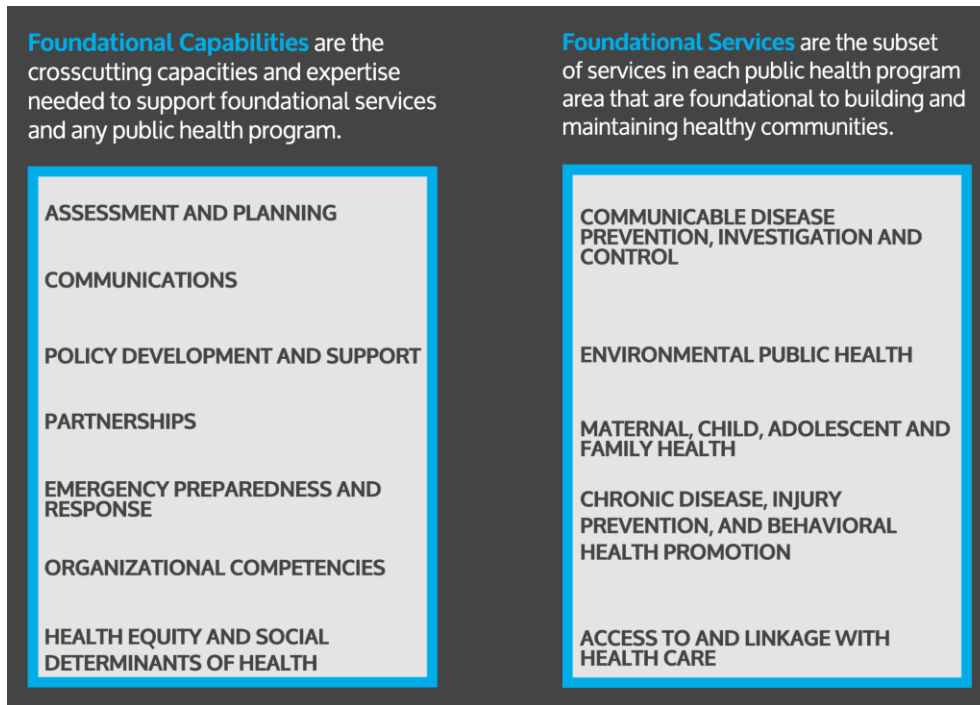 Foundational Capabilities are the
crosscutting capacities and expertise
needed to support foundational services
and any public health program.
ASSESSMENT AND PLANNING
COMMUNICATIONS
POLICY DEVELOPMENT AND SUPPORT
PARTNERSHIPS
EMERGENCY PREPAREDNESS AND
RESPONSE
ORGANIZATIONAL COMPETENCIES
HEALTH EQUITY AND SOCIAL
DETERMINANTS OF HEALTH
Foundational Services are the subset
of services in each public health program
area that are foundational to building and
maintaining healthy communities.
COMMUNICABLE DISEASE
PREVENTION, INVESTIGATION AND
CONTROL
ENVIRONMENTAL PUBLIC HEALTH
MATERNAL, CHILD, ADOLESCENT AND
FAMILY HEALTH
CHRONIC DISEASE, INJURY
PREVENTION, AND BEHAVIORAL
HEALTH PROMOTION
ACCESS TO AND LINKAGE WITH
HEALTH CARE